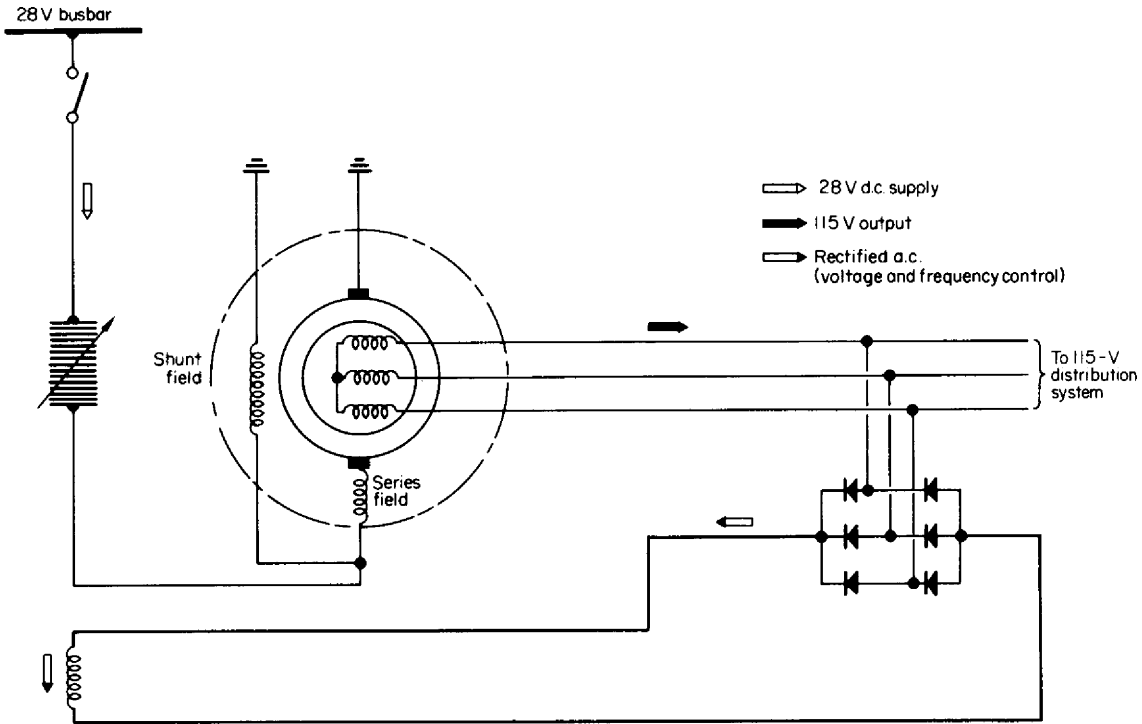 28 V busbar
28 V d.c. supply
115 V output
Rectified a.c.
(voltage and frequency control)
Shunt
field
To 115-V
distribution
system
Series
field